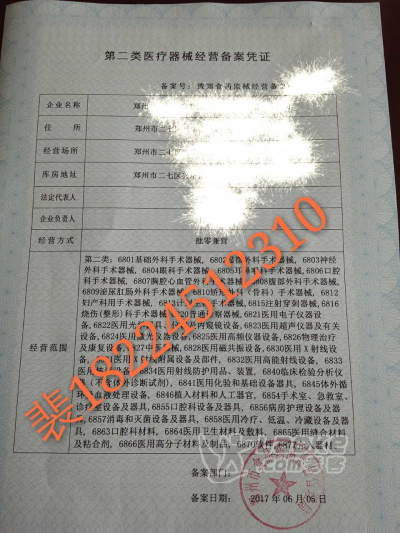 第二类医疗器械经营备案凭证
备案号：豫郑食药监械经营备
企业名称 郑州
住 所 郑州市二七
经营场所 郑州市二七区
库房地址 郑州市二七区
法定代表人
企业负责人
经营方式 批零兼营
经营范围
第二类：6801基础外科手术器械，6802显微外科手术器械，6803神经
外科手术器械，6804眼科手术器械，6805耳鼻喉科手术器械，6806口腔
科手术器械，6807胸腔心血管外科手术器械，6808腹部外科手术器械，
6809泌尿肛肠外科手术器械，6810矫形外科（骨科）手术器械，6812
妇产科用手术器械，6813计划生育手术器械，6815注射穿刺器械，6816
烧伤(整形)科手术器械，6820普通诊察器械，6821医用电子仪器设
备，6822医用光学器具、仪器及内窥镜设备，6823医用超声仪器及有关
设备，6824医用激光仪器设备，6825医用高频仪器设备，6826物理治疗
及康复设备，6827中医器械，6828医用磁共振设备，6830医用X射线设
备，6831医用X射线附属设备及部件，6832医用高能射线设备，6833
医用核素设备，6834医用射线防护用品、装置，6840临床检验分析仪
器（不含体外诊断试剂），6841医用化验和基础设备器具，6845体外循
环及血液处理设备，6846植入材料和人工器官，6854手术室、急救室、
诊疗室设备及器具，6855口腔科设备及器具，6856病房护理设备及器
具，6857消毒和灭菌设备及器具，6858医用冷疗、低温、冷藏设备及器
具，6863口腔科材料，6864医用卫生材料及敷料，6865医用缝合材料
及粘合剂，6866医用高分子材料及制品，6870软件，6877介入器材。
备案部门：
备案日期： 2017 年 06 月 05 日
裴18224512310